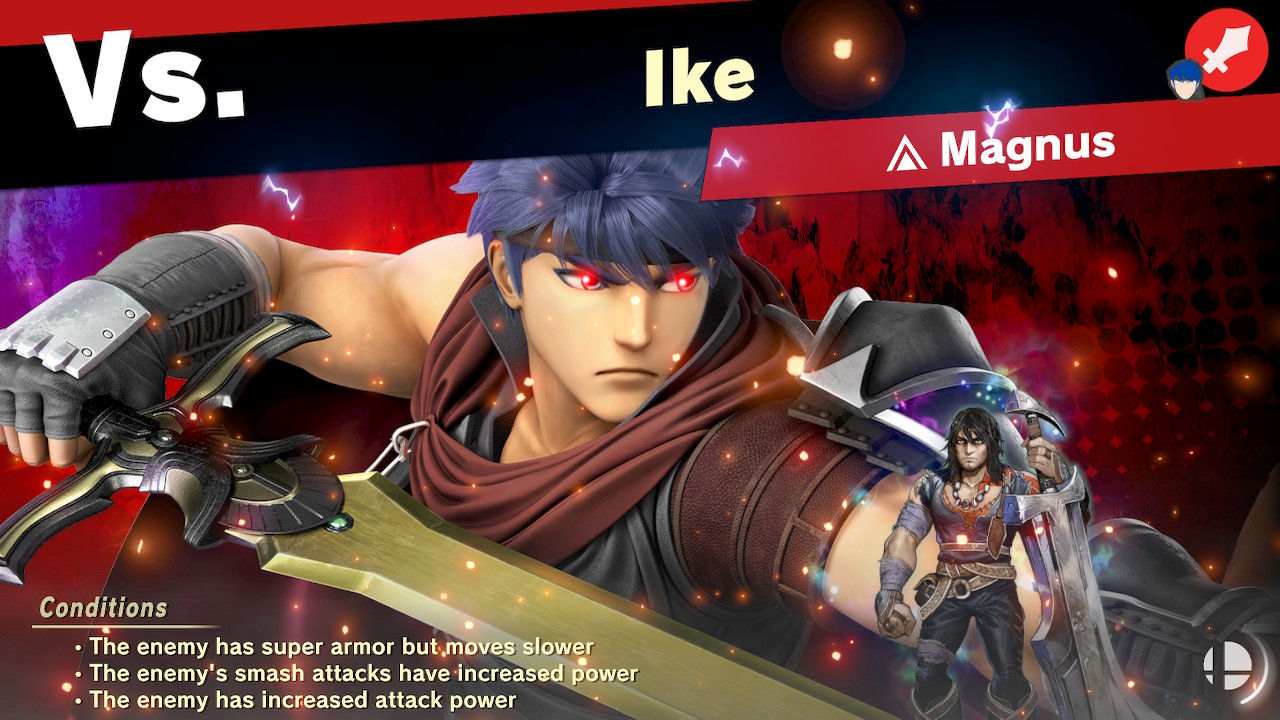 Vs.
Ike
Magnus
Conditions
• The enemy has super armor but moves slower
• The enemy's smash attacks have increased power
• The enemy has increased attack power